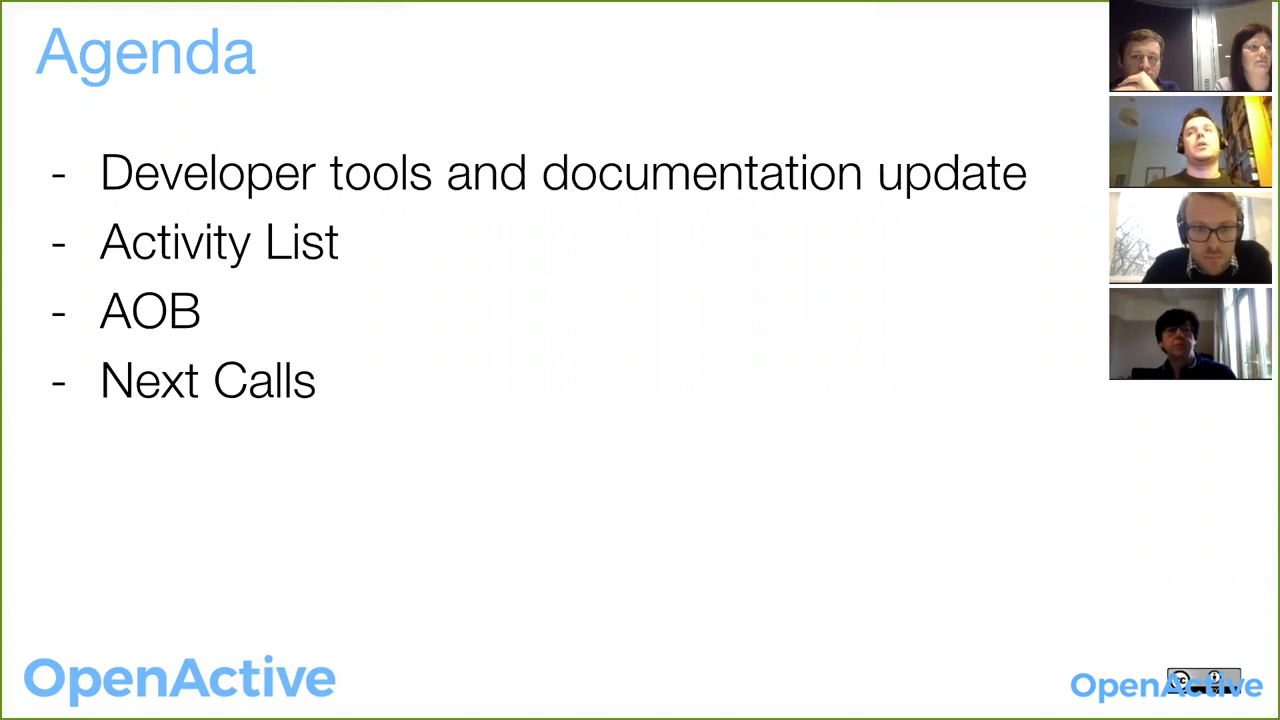 Agenda
- Developer tools and documentation update
- Activity List
- AOB
- Next Calls
OpenActive
OpenActive